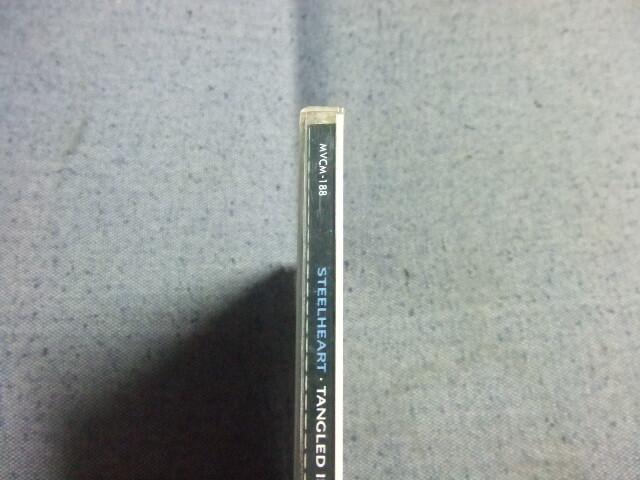 MVCM-188
STEELHEART · TANGLED I